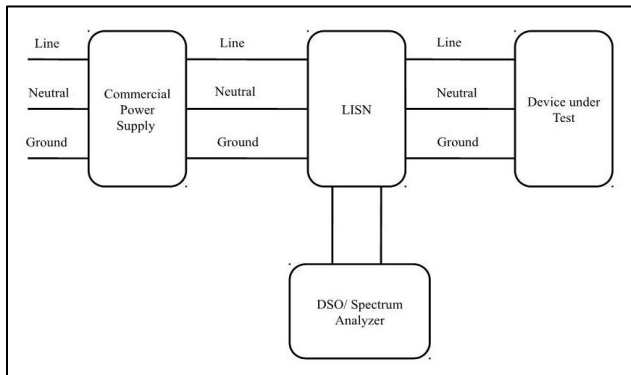 Line
Line
Line
Neutral
Neutral
Neutral
Ground
Ground
Ground
Commercial
Power
Supply
LISN
Device under
Test
DSO/ Spectrum
Analyzer